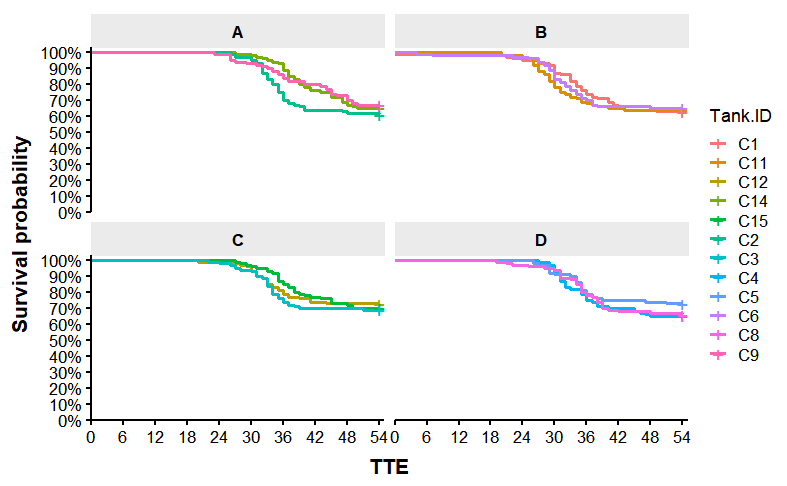 A
B
100%
90%
80%
70%
60%
50%
40%
30%
20%
10%
0%
C
D
100%
90%
80%
70%
60%
50%
40%
30%
20%
10%
0%
0 6 12 18 24 30 36 42 48 54
0 6 12 18 24 30 36 42 48 54
TTE
Survival probability
Tank.ID
C1
C11
C12
C14
C15
C2
C3
C4
C5
C6
C8
C9